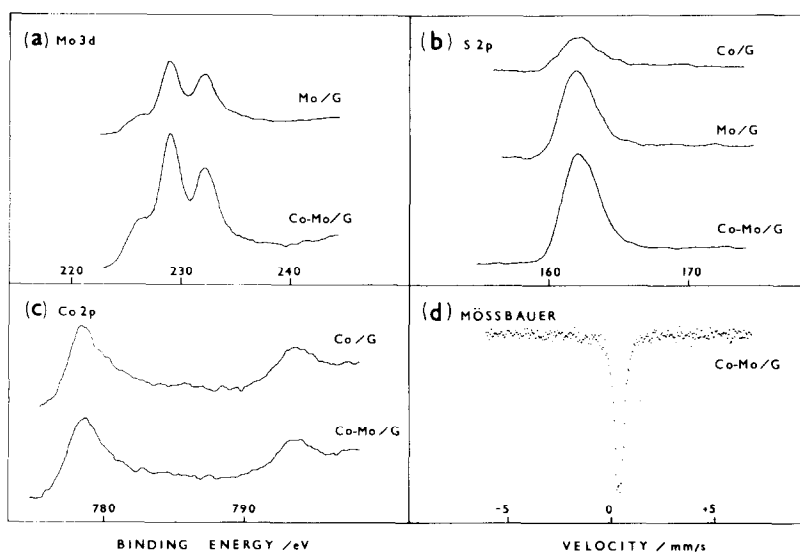 (a) Mo 3d
Mo/G
Co-Mo/G
220 230 240
(b) S 2p
Co/G
Mo/G
Co-Mo/G
160 170
(c) Co 2p
Co/G
Co-Mo/G
780 790
BINDING ENERGY /eV
(d) MÖSSBAUER
Co-Mo/G
-5 0 +5
VELOCITY / mm/s